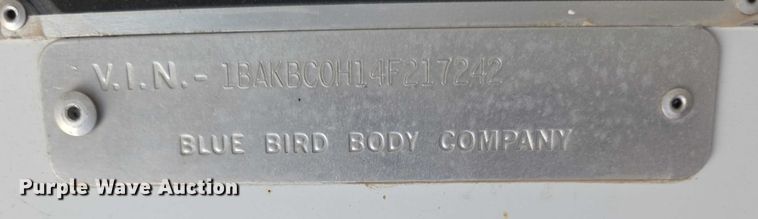 V.I.N.- 1BAKBC0H14F217242
BLUE BIRD BODY COMPANY
Purple Wave Auction